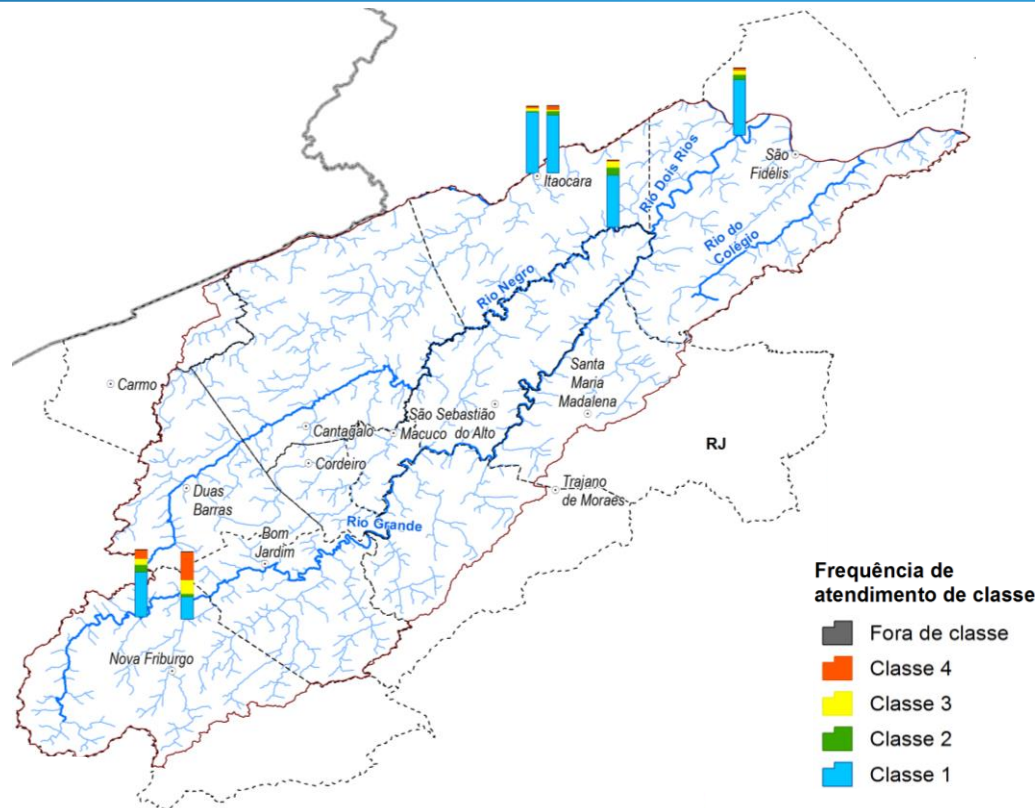 São
Fidélis
Itaocara
Rio Dois Rios
Rio do
Colégio
Rio Negro
Santa
Maria
Madalena
Carmo
São Sebastião
do Alto
Cantagalo
Macuco
Cordeiro
RJ
Trajano
de Moraes
Duas
Barras
Rio Grande
Bom
Jardim
Nova Friburgo
Frequência de
atendimento de classe
Fora de classe
Classe 4
Classe 3
Classe 2
Classe 1